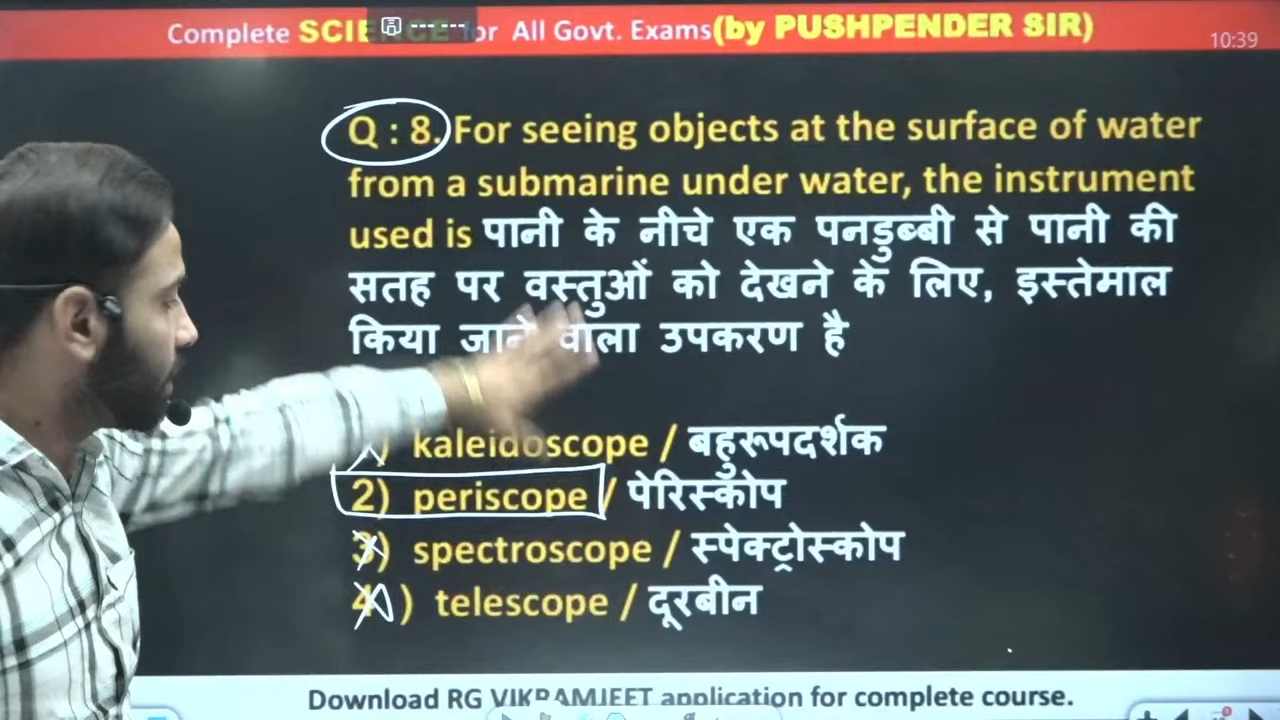 Complete SCIENCE for All Govt. Exams(by PUSHPENDER SIR)
10:39
Q : 8. For seeing objects at the surface of water
from a submarine under water, the instrument
used is पानी के नीचे एक पनडुब्बी से पानी की
सतह पर वस्तुओं को देखने के लिए, इस्तेमाल
किया जाने वाला उपकरण है
1) kaleidoscope / बहुरूपदर्शक
2) periscope / पेरिस्कोप
3) spectroscope / स्पेक्ट्रोस्कोप
4) telescope / दूरबीन
Download RG VIKRAMJEET application for complete course.